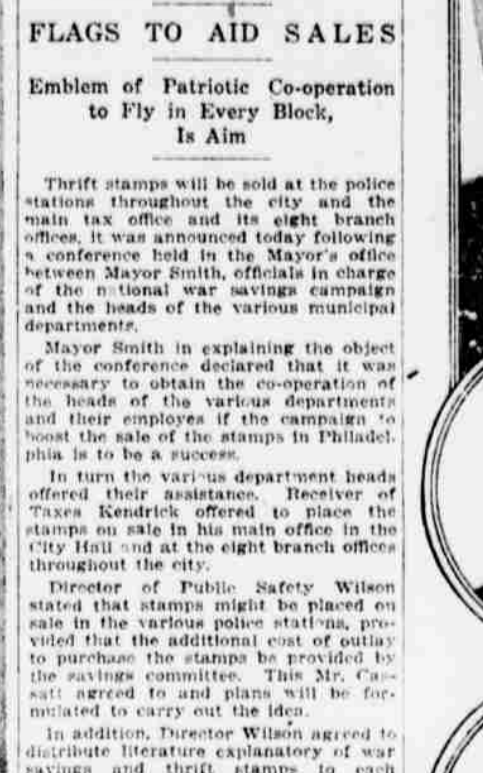 FLAGS TO AID SALES
Emblem of Patriotic Co-operation
to Fly in Every Block,
Is Aim
Thrift stamps will be sold at the police
stations throughout the city and the
main tax office and its eight branch
offices, it was announced today following
a conference held in the Mayor's office
between Mayor Smith, officials in charge
of the national war savings campaign
and the heads of the various municipal
departments.
Mayor Smith in explaining the object
of the conference declared that it was
necessary to obtain the co-operation of
the heads of the various departments
and their employes if the campaign to
boost the sale of the stamps in Philadel-
phia is to be a success.
In turn the various department heads
offered their assistance. Receiver of
Taxes Kendrick offered to place the
stamps on sale in his main office in the
City Hall and at the eight branch offices
throughout the city.
Director of Public Safety Wilson
stated that stamps might be placed on
sale in the various police stations, pro-
vided that the additional cost of outlay
to purchase the stamps be provided by
the savings committee. This Mr. Cas-
satt agreed to and plans will be for-
mulated to carry out the idea.
In addition, Director Wilson agreed to
distribute literature explanatory of war
savings and thrift stamps to each